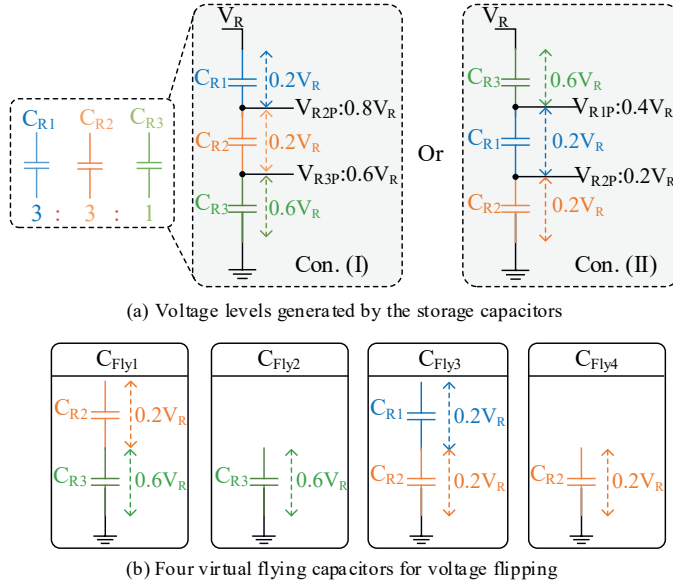 C_R1 C_R2 C_R3
3 : 3 : 1
V_R
C_R1 0.2V_R
V_R2P:0.8V_R
C_R2 0.2V_R
V_R3P:0.6V_R
C_R3 0.6V_R
Con. (I)
Or
V_R
C_R3 0.6V_R
V_R1P:0.4V_R
C_R1 0.2V_R
V_R2P:0.2V_R
C_R2 0.2V_R
Con. (II)
(a) Voltage levels generated by the storage capacitors
C_Fly1
C_R2 0.2V_R
C_R3 0.6V_R
C_Fly2
C_R3 0.6V_R
C_Fly3
C_R1 0.2V_R
C_R2 0.2V_R
C_Fly4
C_R2 0.2V_R
(b) Four virtual flying capacitors for voltage flipping